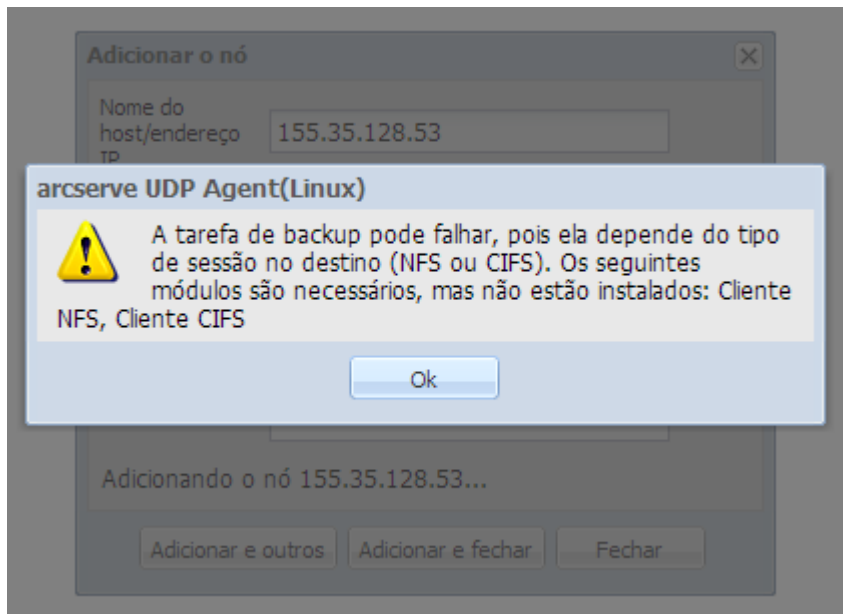 Adicionar o nó
Nome do
host/endereço
IP
155.35.128.53
arcserve UDP Agent(Linux)
A tarefa de backup pode falhar, pois ela depende do tipo
de sessão no destino (NFS ou CIFS). Os seguintes
módulos são necessários, mas não estão instalados: Cliente
NFS, Cliente CIFS
Ok
Adicionando o nó 155.35.128.53...
Adicionar e outros Adicionar e fechar Fechar